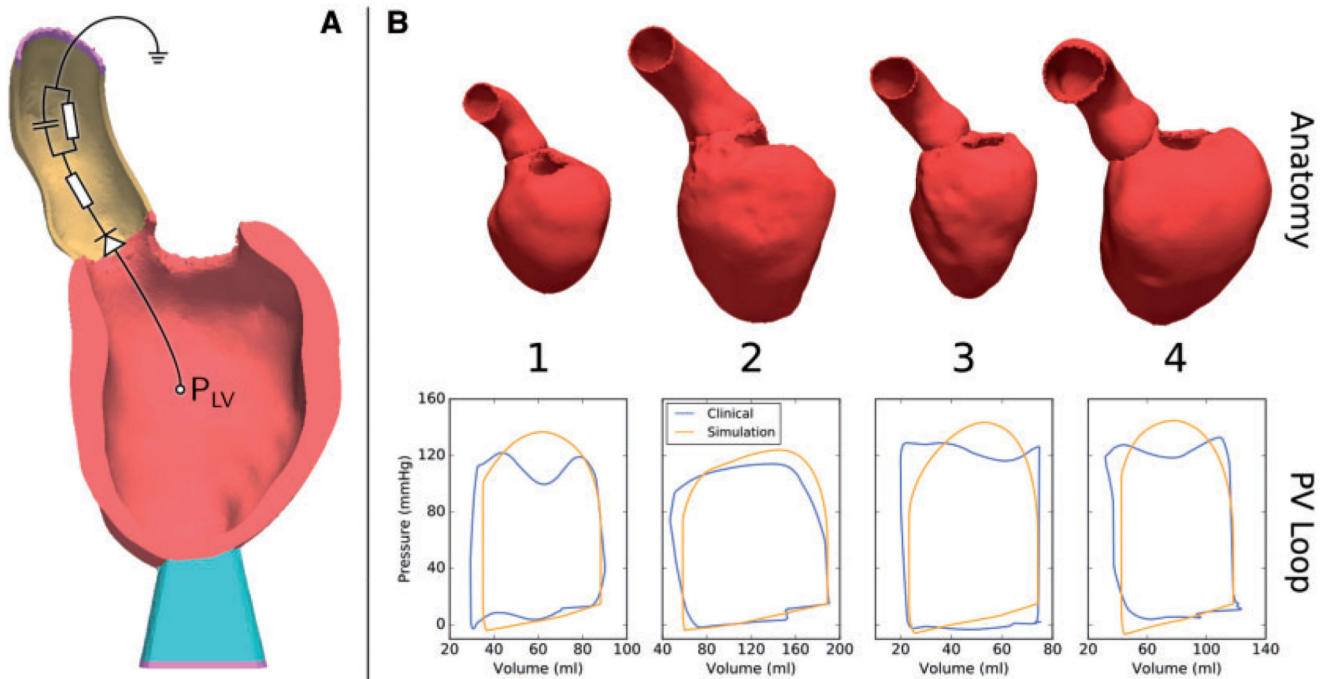 A
B
Anatomy
P_LV
1 2 3 4
Clinical
Simulation
PV Loop
Pressure (mmHg)
160
120
80
40
0
20 40 60 80 100
40 80 120 160 200
20 40 60 80
20 60 100 140
Volume (ml) Volume (ml) Volume (ml) Volume (ml)